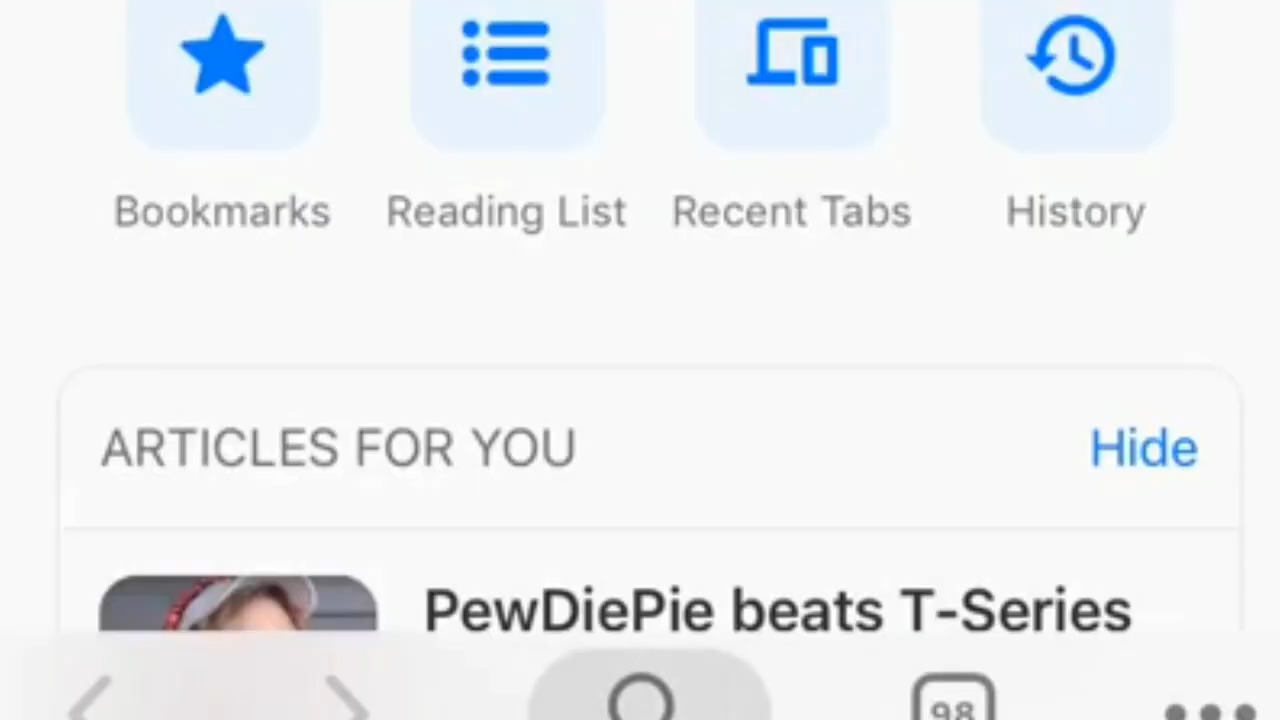 Bookmarks Reading List Recent Tabs History
ARTICLES FOR YOU Hide
PewDiePie beats T-Series
98